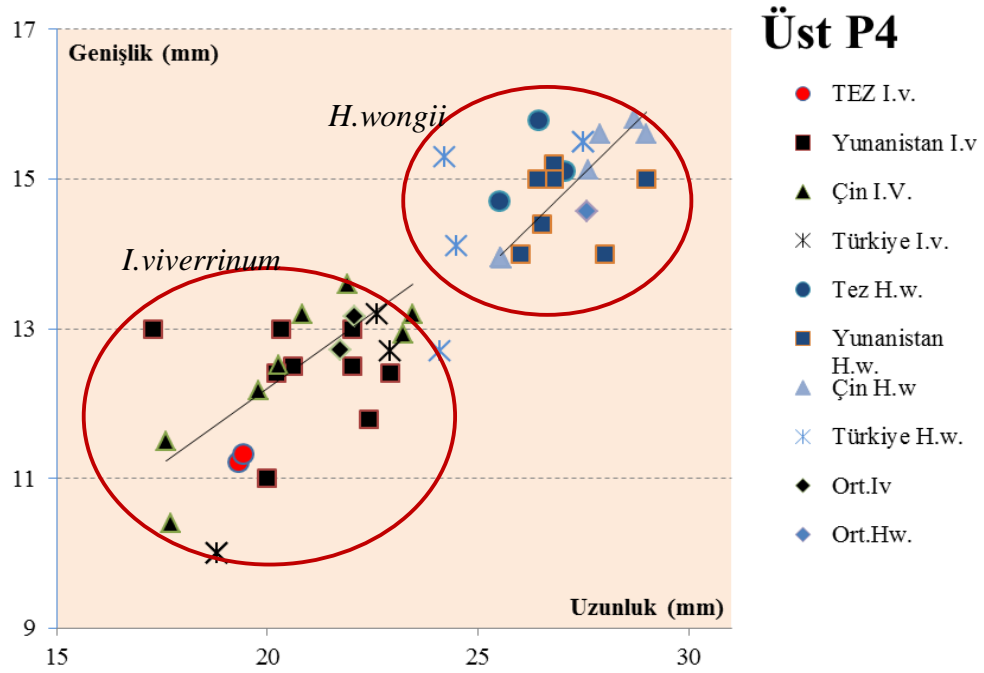 Üst P4
17
Genişlik (mm)
H.wongii
15
I.viverrinum
13
11
Uzunluk (mm)
9
15
20
25
30
TEZ I.v.
Yunanistan I.v
Çin I.V.
Türkiye I.v.
Tez H.w.
Yunanistan
H.w.
Çin H.w
Türkiye H.w.
Ort.Iv
Ort.Hw.